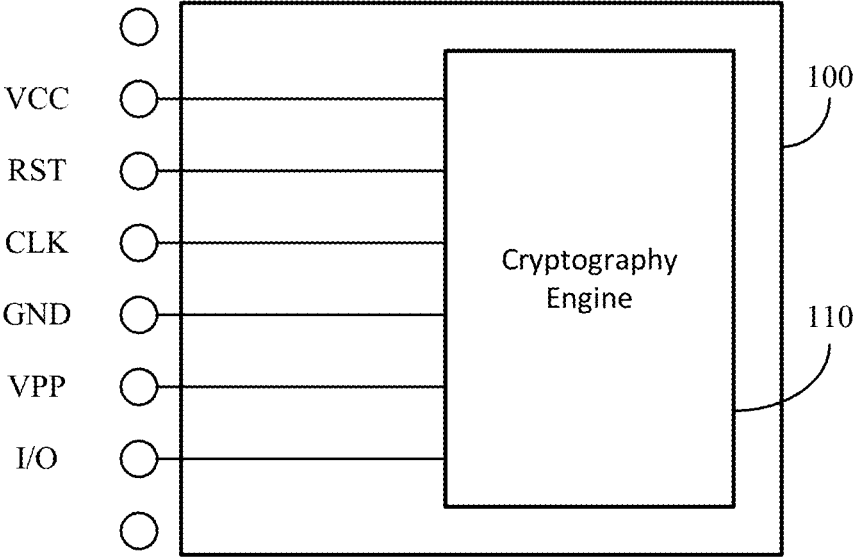 100
VCC
RST
CLK
GND
VPP
I/O
Cryptography
Engine
110